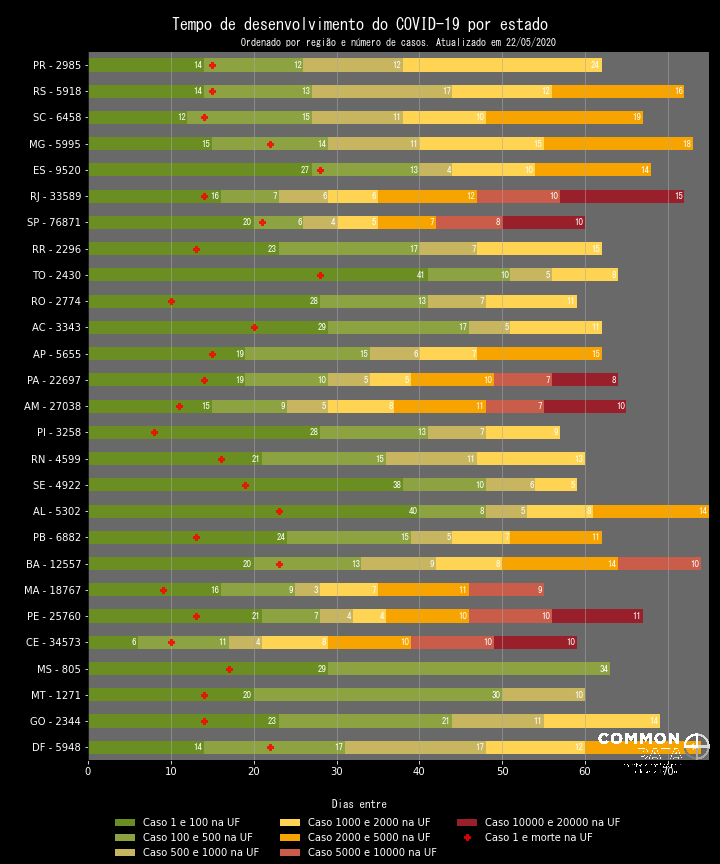 Tempo de desenvolvimento do COVID-19 por estado
Ordenado por região e número de casos. Atualizado em 22/05/2020
PR - 2985 14 12 12 24
RS - 5918 14 13 17 12 16
SC - 6458 12 15 11 10 19
MG - 5995 15 14 11 15 18
ES - 9520 27 13 4 10 14
RJ - 33589 16 7 6 6 12 10 15
SP - 76871 20 6 4 5 7 8 10
RR - 2296 23 17 7 15
TO - 2430 41 10 5 8
RO - 2774 28 13 7 11
AC - 3343 29 17 5 11
AP - 5655 19 15 6 7 15
PA - 22697 19 10 5 5 10 7 8
AM - 27038 15 9 5 8 11 7 10
PI - 3258 28 13 7 9
RN - 4599 21 15 11 13
SE - 4922 38 10 6 5
AL - 5302 40 8 5 8 14
PB - 6882 24 15 5 7 11
BA - 12557 20 13 9 8 14 10
MA - 18767 16 9 3 7 11 9
PE - 25760 21 7 4 4 10 10 11
CE - 34573 6 11 4 8 10 10 10
MS - 805 29 34
MT - 1271 20 30 10
GO - 2344 23 21 11 14
DF - 5948 14 17 17 12
COMMON
DATA
0 10 20 30 40 50 60 70
Dias entre
Caso 1 e 100 na UF Caso 1000 e 2000 na UF Caso 10000 e 20000 na UF
Caso 100 e 500 na UF Caso 2000 e 5000 na UF Caso 1 e morte na UF
Caso 500 e 1000 na UF Caso 5000 e 10000 na UF